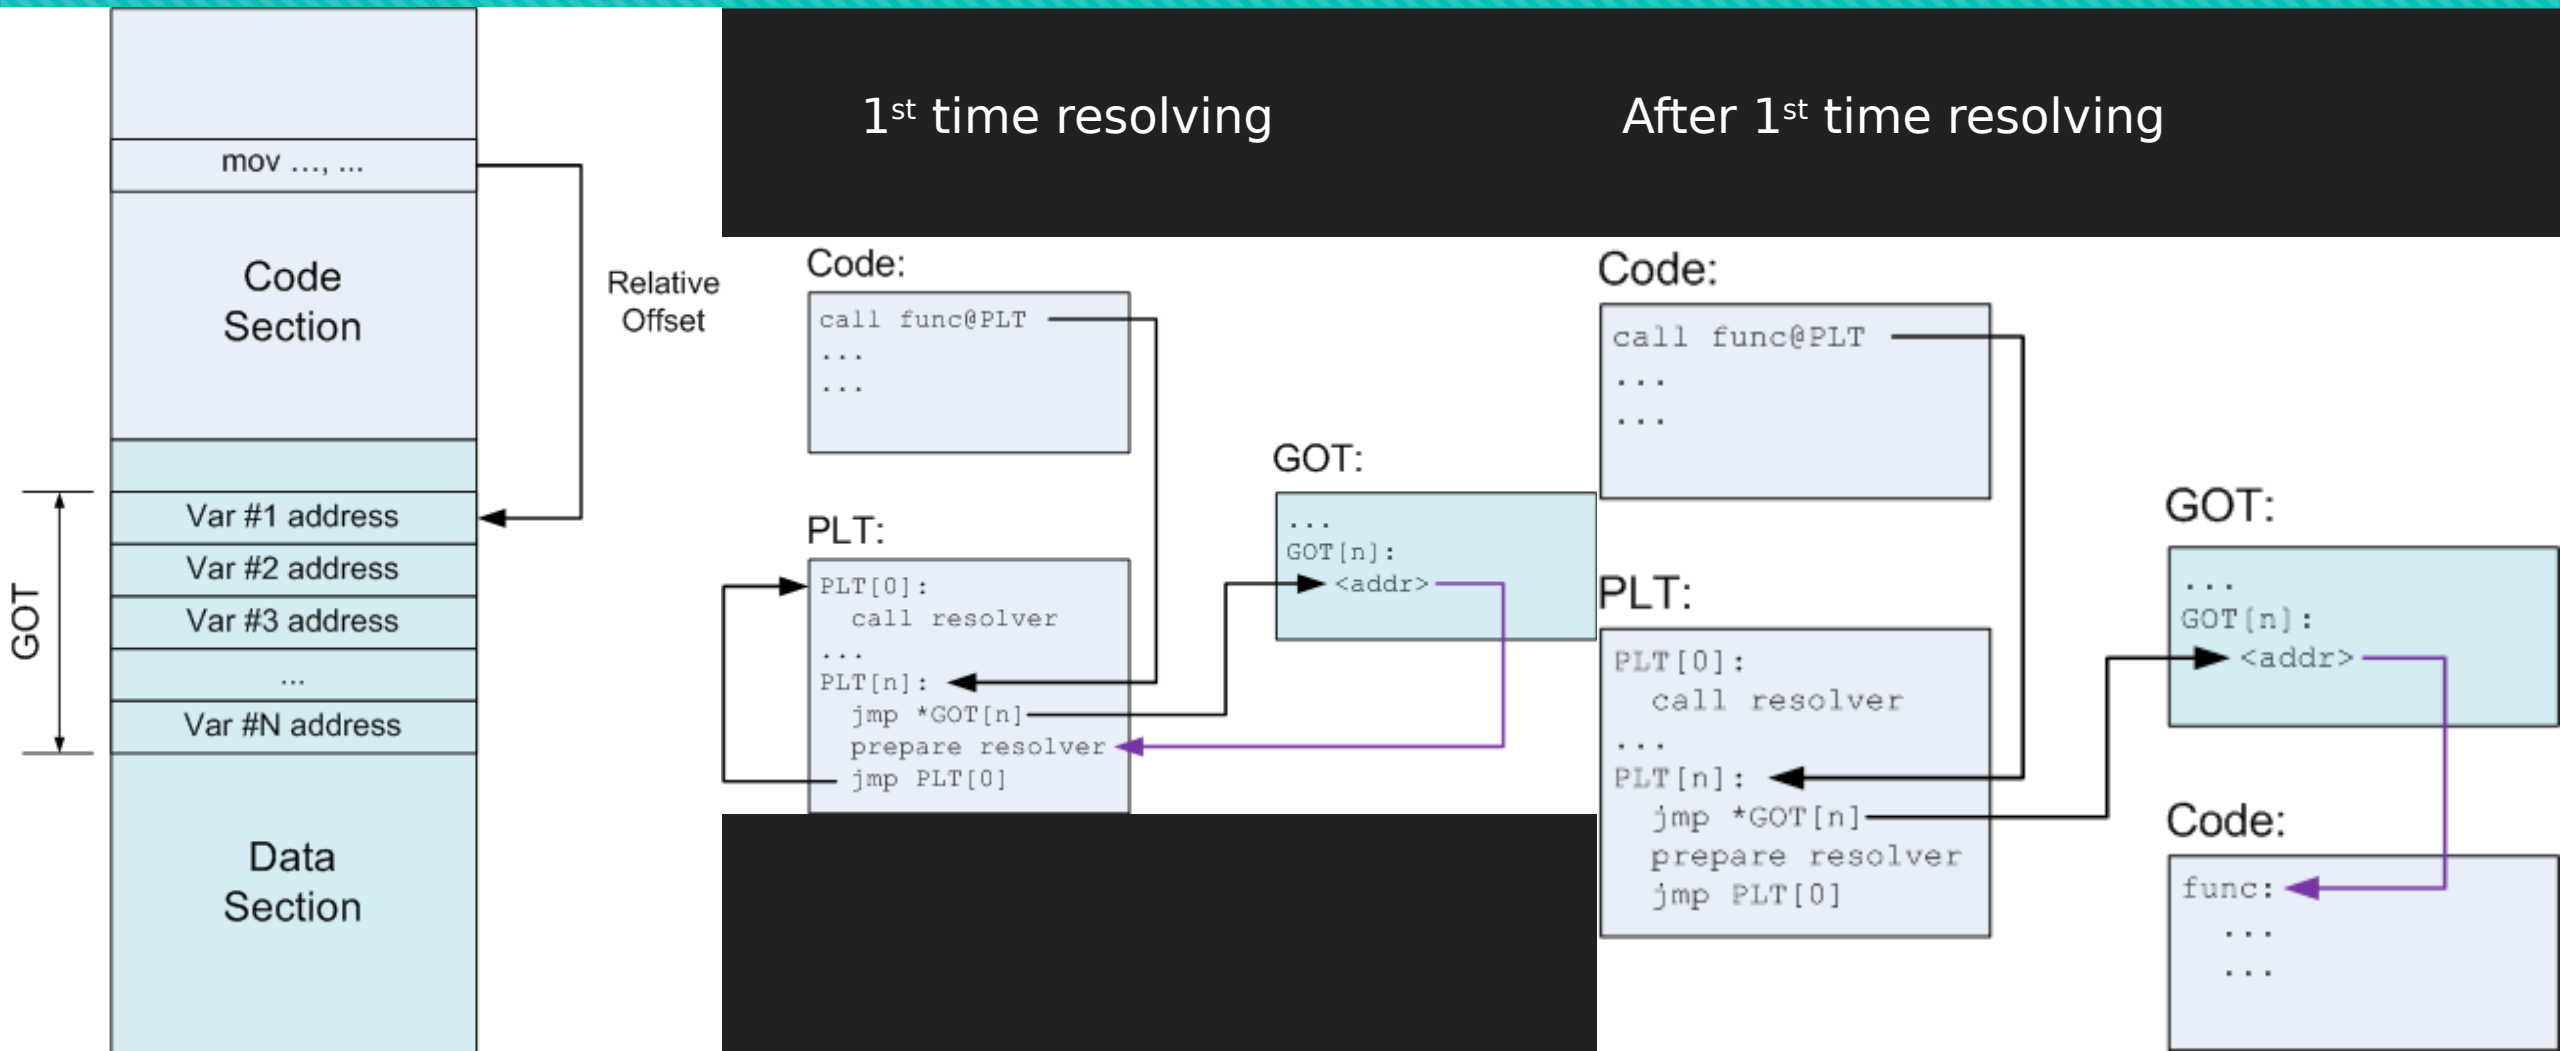 mov ..., ...
Code
Section
Relative
Offset
GOT
Var #1 address
Var #2 address
Var #3 address
...
Var #N address
Data
Section
1st time resolving
Code:
call func@PLT
...
...
PLT:
PLT[0]:
call resolver
...
PLT[n]:
jmp *GOT[n]
prepare resolver
jmp PLT[0]
GOT:
...
GOT[n]:
<addr>
After 1st time resolving
Code:
call func@PLT
...
...
PLT:
PLT[0]:
call resolver
...
PLT[n]:
jmp *GOT[n]
prepare resolver
jmp PLT[0]
GOT:
...
GOT[n]:
<addr>
Code:
func:
...
...